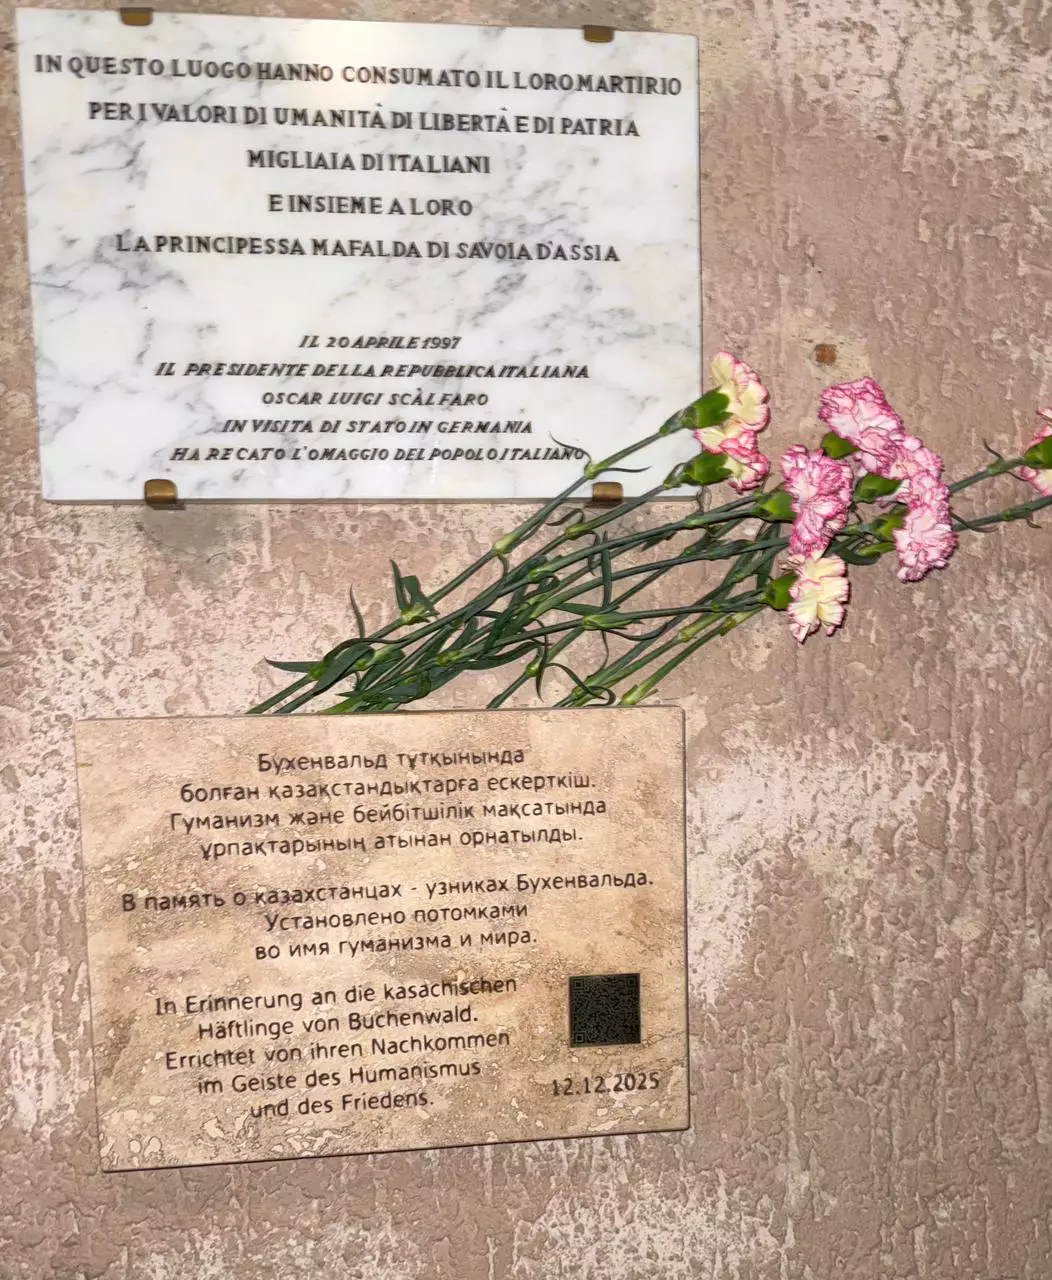 IN QUESTO LUOGO HANNO CONSUMATO IL LORO MARTIRIO
PER I VALORI DI UMANITÀ DI LIBERTÀ E DI PATRIA
MIGLIAIA DI ITALIANI
E INSIEME A LORO
LA PRINCIPESSA MAFALDA DI SAVOIA D'ASSIA
IL 20 APRILE 1997
IL PRESIDENTE DELLA REPUBBLICA ITALIANA
OSCAR LUIGI SCÀLFARO
IN VISITA DI STATO IN GERMANIA
HA RECATO L'OMAGGIO DEL POPOLO ITALIANO
Бухенвальд тұтқынында
болған қазақстандықтарға ескерткіш.
Гуманизм және бейбітшілік мақсатында
ұрпақтарының атынан орнатылды.
В память о казахстанцах - узниках Бухенвальда.
Установлено потомками
во имя гуманизма и мира.
In Erinnerung an die kasachischen
Häftlinge von Buchenwald.
Errichtet von ihren Nachkommen
im Geiste des Humanismus
und des Friedens.
12.12.2025